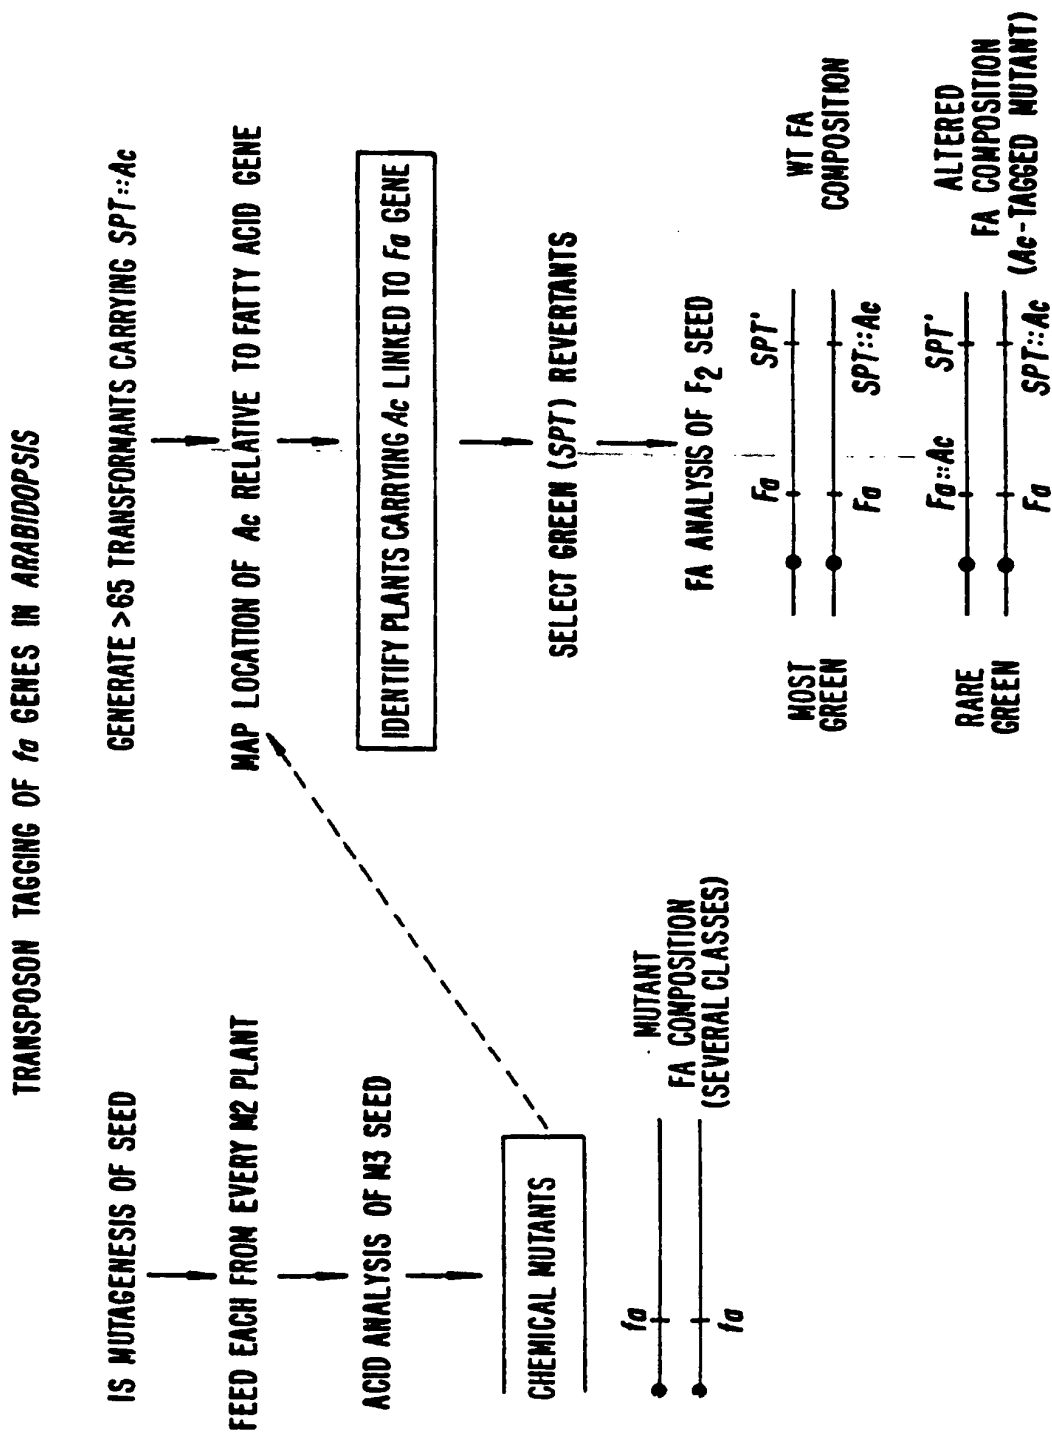 TRANSPOSON TAGGING OF fa GENES IN ARABIDOPSIS
IS MUTAGENESIS OF SEED
FEED EACH FROM EVERY M2 PLANT
ACID ANALYSIS OF M3 SEED
CHEMICAL MUTANTS
fa
fa
MUTANT
FA COMPOSITION
(SEVERAL CLASSES)
GENERATE >65 TRANSFORMANTS CARRYING SPT::Ac
MAP LOCATION OF Ac RELATIVE TO FATTY ACID GENE
IDENTIFY PLANTS CARRYING Ac LINKED TO Fa GENE
SELECT GREEN (SPT) REVERTANTS
FA ANALYSIS OF F2 SEED
MOST
GREEN
Fa SPT'
Fa SPT::Ac
WT FA
COMPOSITION
RARE
GREEN
Fa::Ac SPT'
Fa SPT::Ac
ALTERED
FA COMPOSITION
(Ac-TAGGED MUTANT)